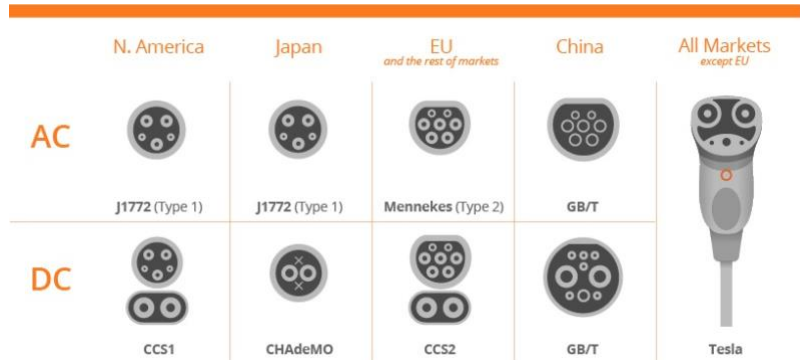 N. America
Japan
EU
and the rest of markets
China
All Markets
except EU
AC
J1772 (Type 1)
J1772 (Type 1)
Mennekes (Type 2)
GB/T
DC
CCS1
CHAdeMO
CCS2
GB/T
Tesla